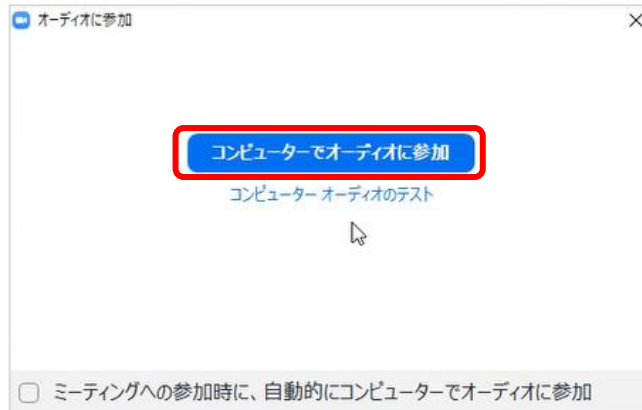 オーディオに参加
コンピューターでオーディオに参加
コンピューター オーディオのテスト
ミーティングへの参加時に、自動的にコンピューターでオーディオに参加